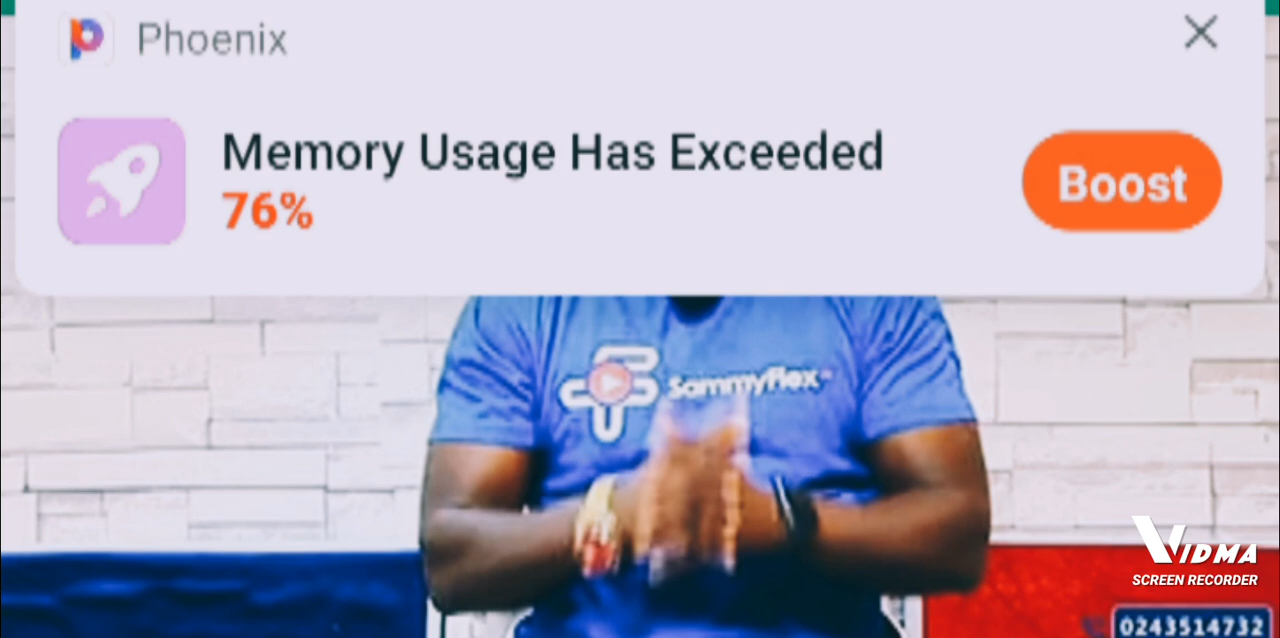 Phoenix
Memory Usage Has Exceeded
76%
Boost
SammyFlex
VIDMA
SCREEN RECORDER
0243514732